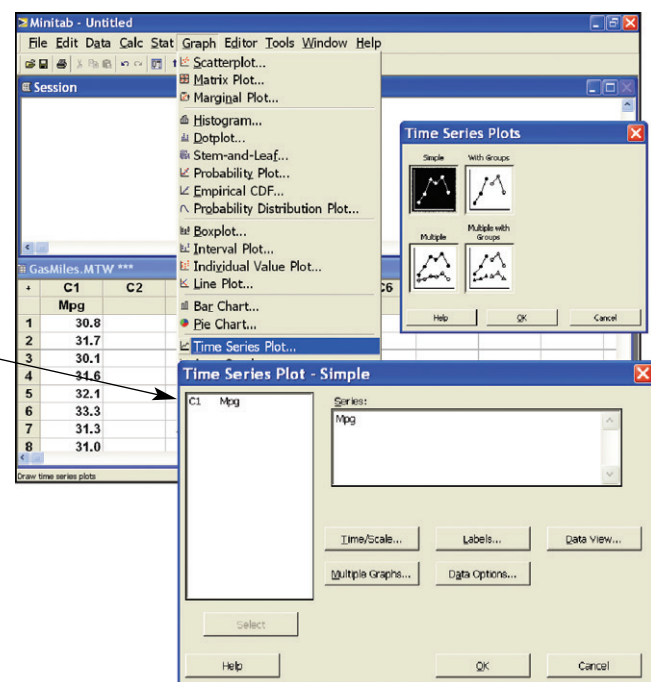 Minitab - Untitled
File Edit Data Calc Stat Graph Editor Tools Window Help
Session
Scatterplot...
Matrix Plot...
Marginal Plot...
Histogram...
Dotplot...
Stem-and-Leaf...
Probability Plot...
Empirical CDF...
Probability Distribution Plot...
Boxplot...
Interval Plot...
Individual Value Plot...
Line Plot...
Bar Chart...
Pie Chart...
Time Series Plot...
Time Series Plots
Simple With Groups
Multiple Multiple with Groups
Help OK Cancel
GasMiles.MTW ***
C1 C2 C6
Mpg
1 30.8
2 31.7
3 30.1
4 31.6
5 32.1
6 33.3
7 31.3
8 31.0
Draw time series plots
Time Series Plot - Simple
C1 Mpg
Series:
Mpg
Time/Scale... Labels... Data View...
Multiple Graphs... Data Options...
Select
Help OK Cancel